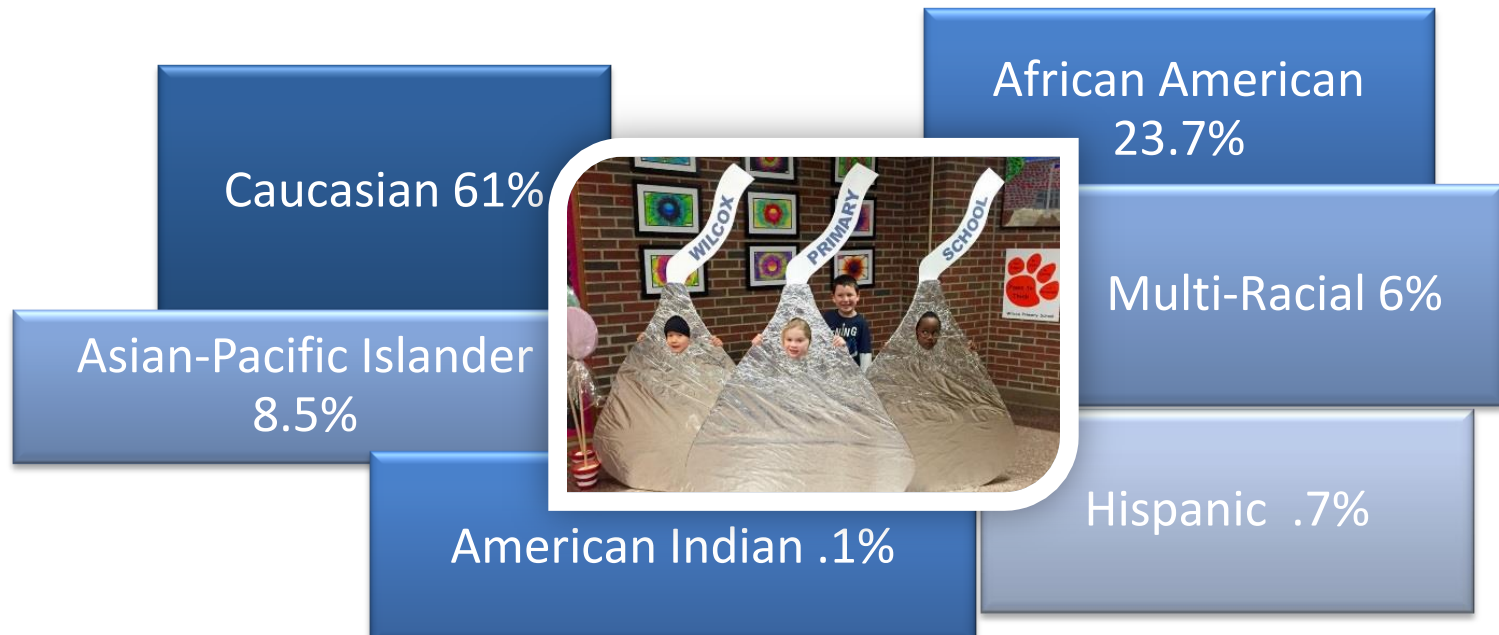 African American
23.7%
Caucasian 61%
Multi-Racial 6%
Asian-Pacific Islander
8.5%
Hispanic .7%
American Indian .1%
WILCOX
PRIMARY
SCHOOL